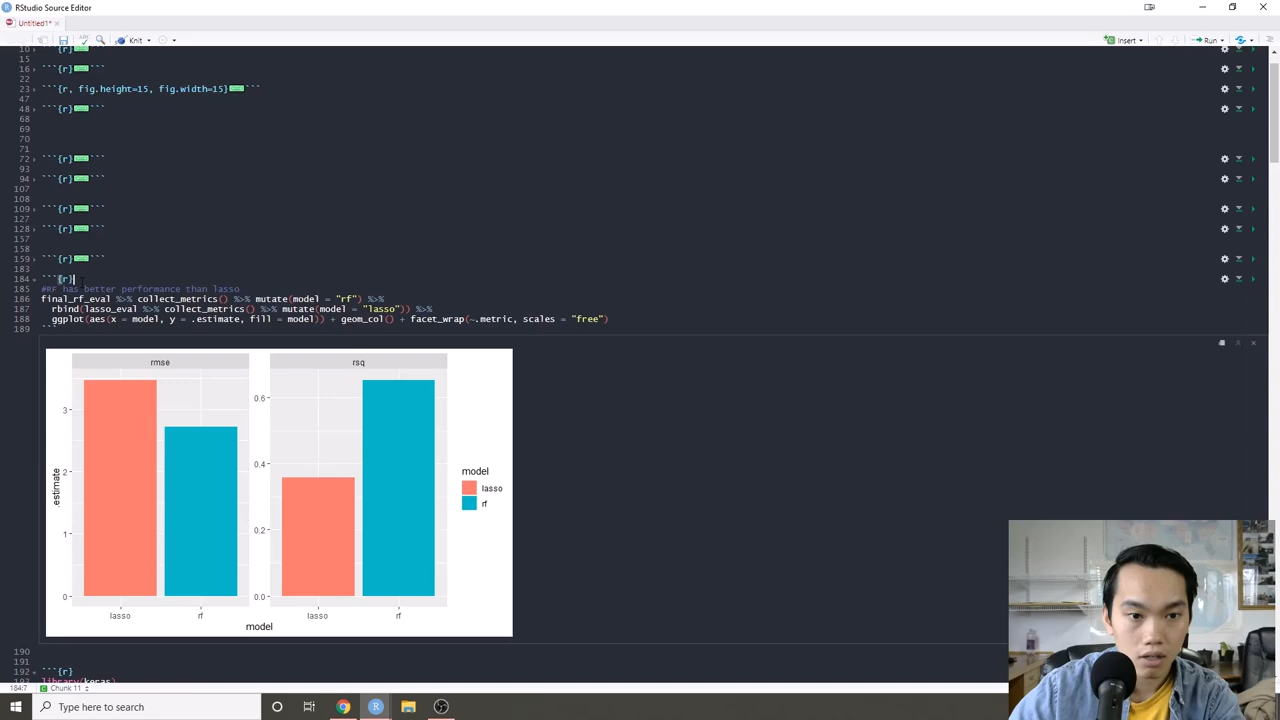 RStudio Source Editor
Untitled1*
Knit
Insert
Run
10 ```{r}
15
16 ```{r} ```
22
23 ```{r, fig.height=15, fig.width=15} ```
47
48 ```{r} ```
68
69
70
71
72 ```{r} ```
93
94 ```{r} ```
107
108
109 ```{r} ```
127
128 ```{r} ```
157
158
159 ```{r} ```
183
184 ```{r}
185 #RF has better performance than lasso
186 final_rf_eval %>% collect_metrics() %>% mutate(model = "rf") %>%
187 rbind(lasso_eval %>% collect_metrics() %>% mutate(model = "lasso")) %>%
188 ggplot(aes(x = model, y = .estimate, fill = model)) + geom_col() + facet_wrap(~.metric, scales = "free")
189 ```
rmse
rsq
3
2
1
0
0.6
0.4
0.2
0.0
.estimate
lasso
rf
lasso
rf
model
model
lasso
rf
190
191
192 ```{r}
193 library(keras)
184:7
Chunk 11
Type here to search